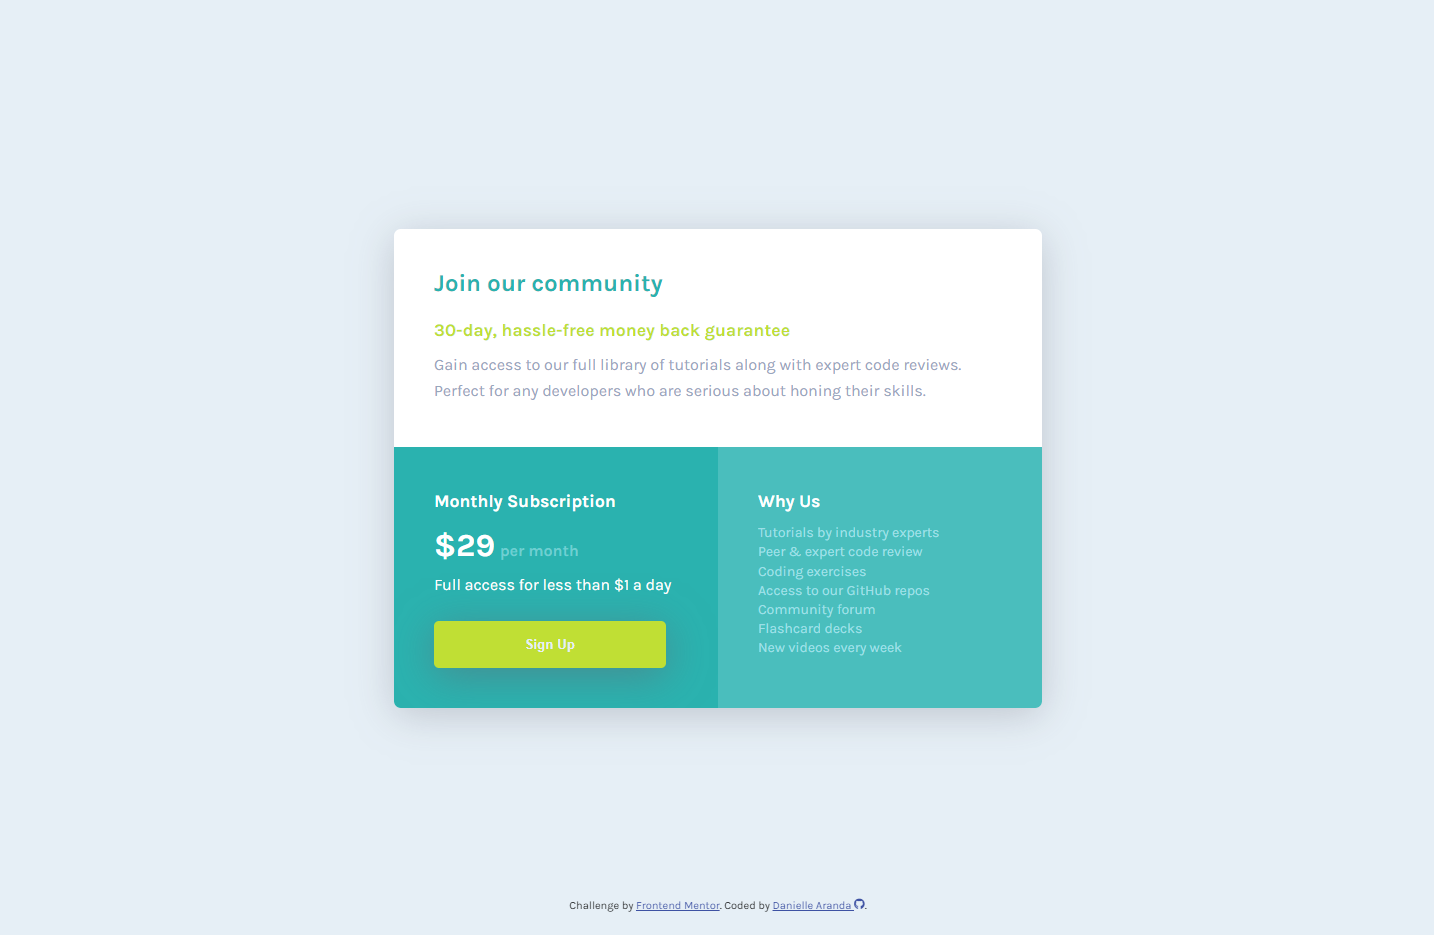 Join our community
30-day, hassle-free money back guarantee
Gain access to our full library of tutorials along with expert code reviews.
Perfect for any developers who are serious about honing their skills.
Monthly Subscription
$29 per month
Full access for less than $1 a day
Sign Up
Why Us
Tutorials by industry experts
Peer & expert code review
Coding exercises
Access to our GitHub repos
Community forum
Flashcard decks
New videos every week
Challenge by Frontend Mentor. Coded by Danielle Aranda .